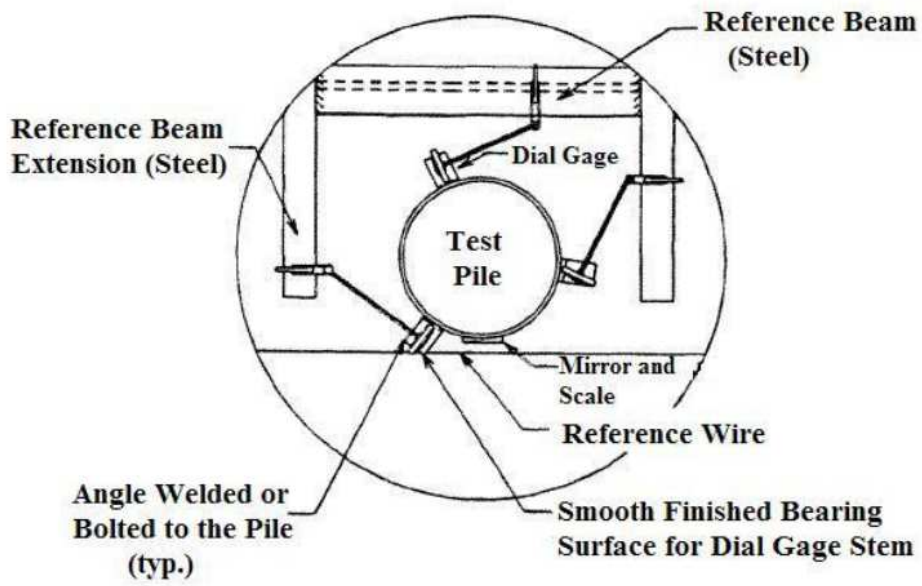 Reference Beam
(Steel)
Reference Beam
Extension (Steel)
Dial Gage
Test
Pile
Mirror and
Scale
Reference Wire
Angle Welded or
Bolted to the Pile
(typ.)
Smooth Finished Bearing
Surface for Dial Gage Stem